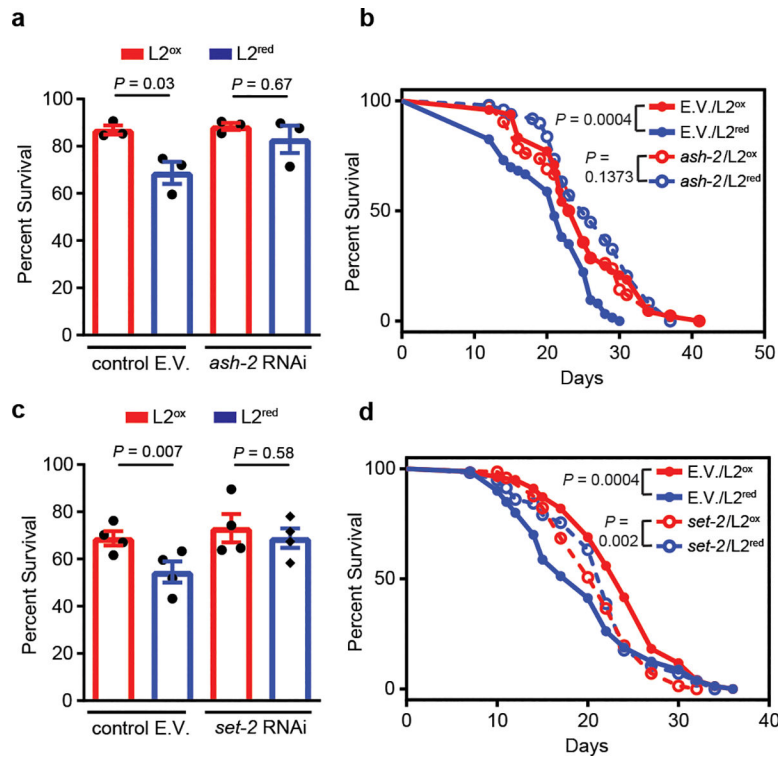 a
L2ox L2red
P = 0.03 P = 0.67
100
80
60
40
20
0
Percent Survival
control E.V. ash-2 RNAi
b
100
50
0
Percent Survival
0 10 20 30 40 50
Days
P = 0.0004
E.V./L2ox
E.V./L2red
P =
0.1373
ash-2/L2ox
ash-2/L2red
c
L2ox L2red
P = 0.007 P = 0.58
100
80
60
40
20
0
Percent Survival
control E.V. set-2 RNAi
d
100
50
0
Percent Survival
0 10 20 30 40
Days
P = 0.0004
E.V./L2ox
E.V./L2red
P =
0.002
set-2/L2ox
set-2/L2red